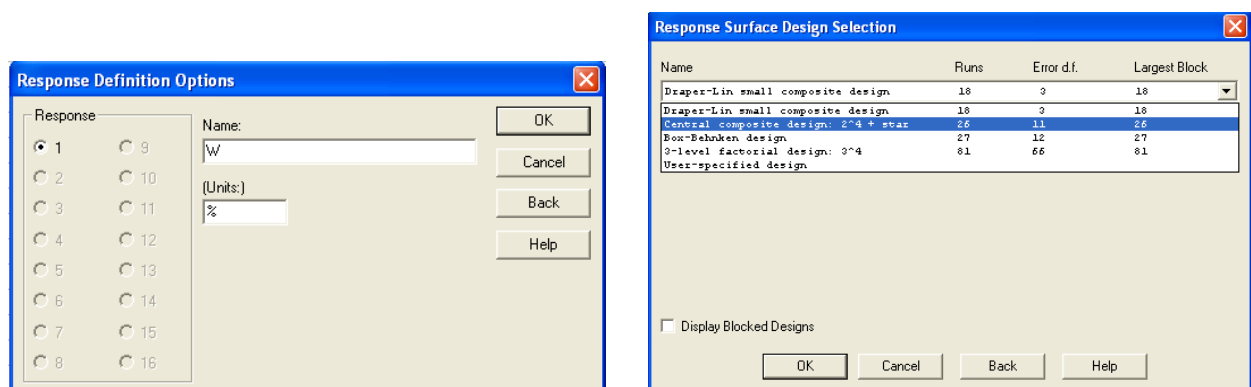 Response Definition Options
Response
1 9
2 10
3 11
4 12
5 13
6 14
7 15
8 16
Name:
W
(Units:)
%
OK
Cancel
Back
Help
Response Surface Design Selection
Name Runs Error d.f. Largest Block
Draper-Lin small composite design 18 3 18
Draper-Lin small composite design 18 3 18
Central composite design: 2^4 + star 26 11 26
Box-Behnken design 27 12 27
3-level factorial design: 3^4 81 66 81
User-specified design
Display Blocked Designs
OK Cancel Back Help